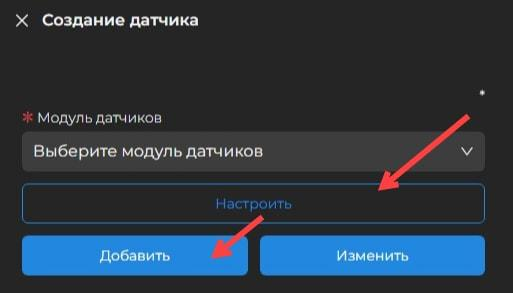 Создание датчика
*
* Модуль датчиков
Выберите модуль датчиков
Настроить
Добавить
Изменить